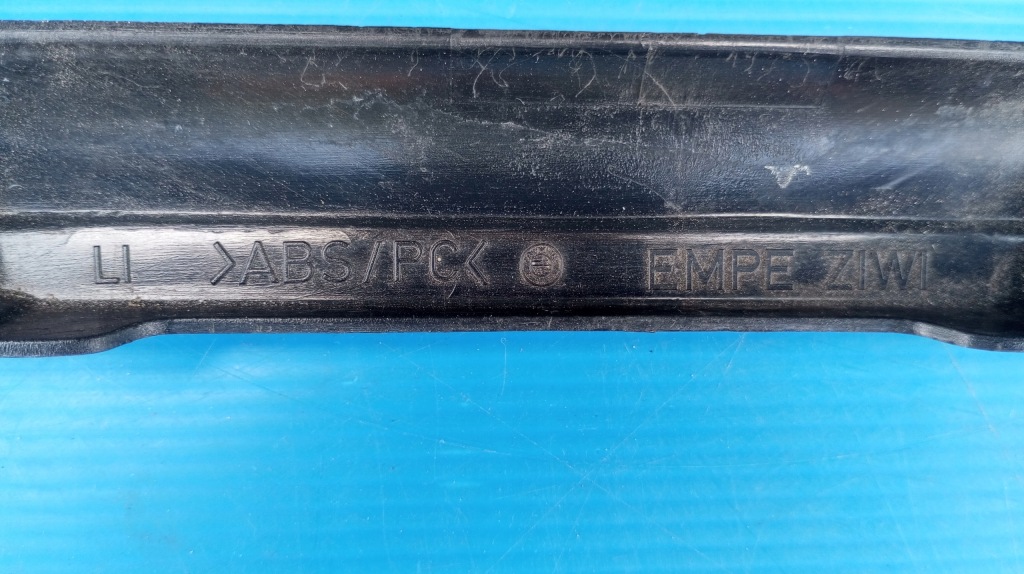 LI >ABS/PC< EMPE ZIWI